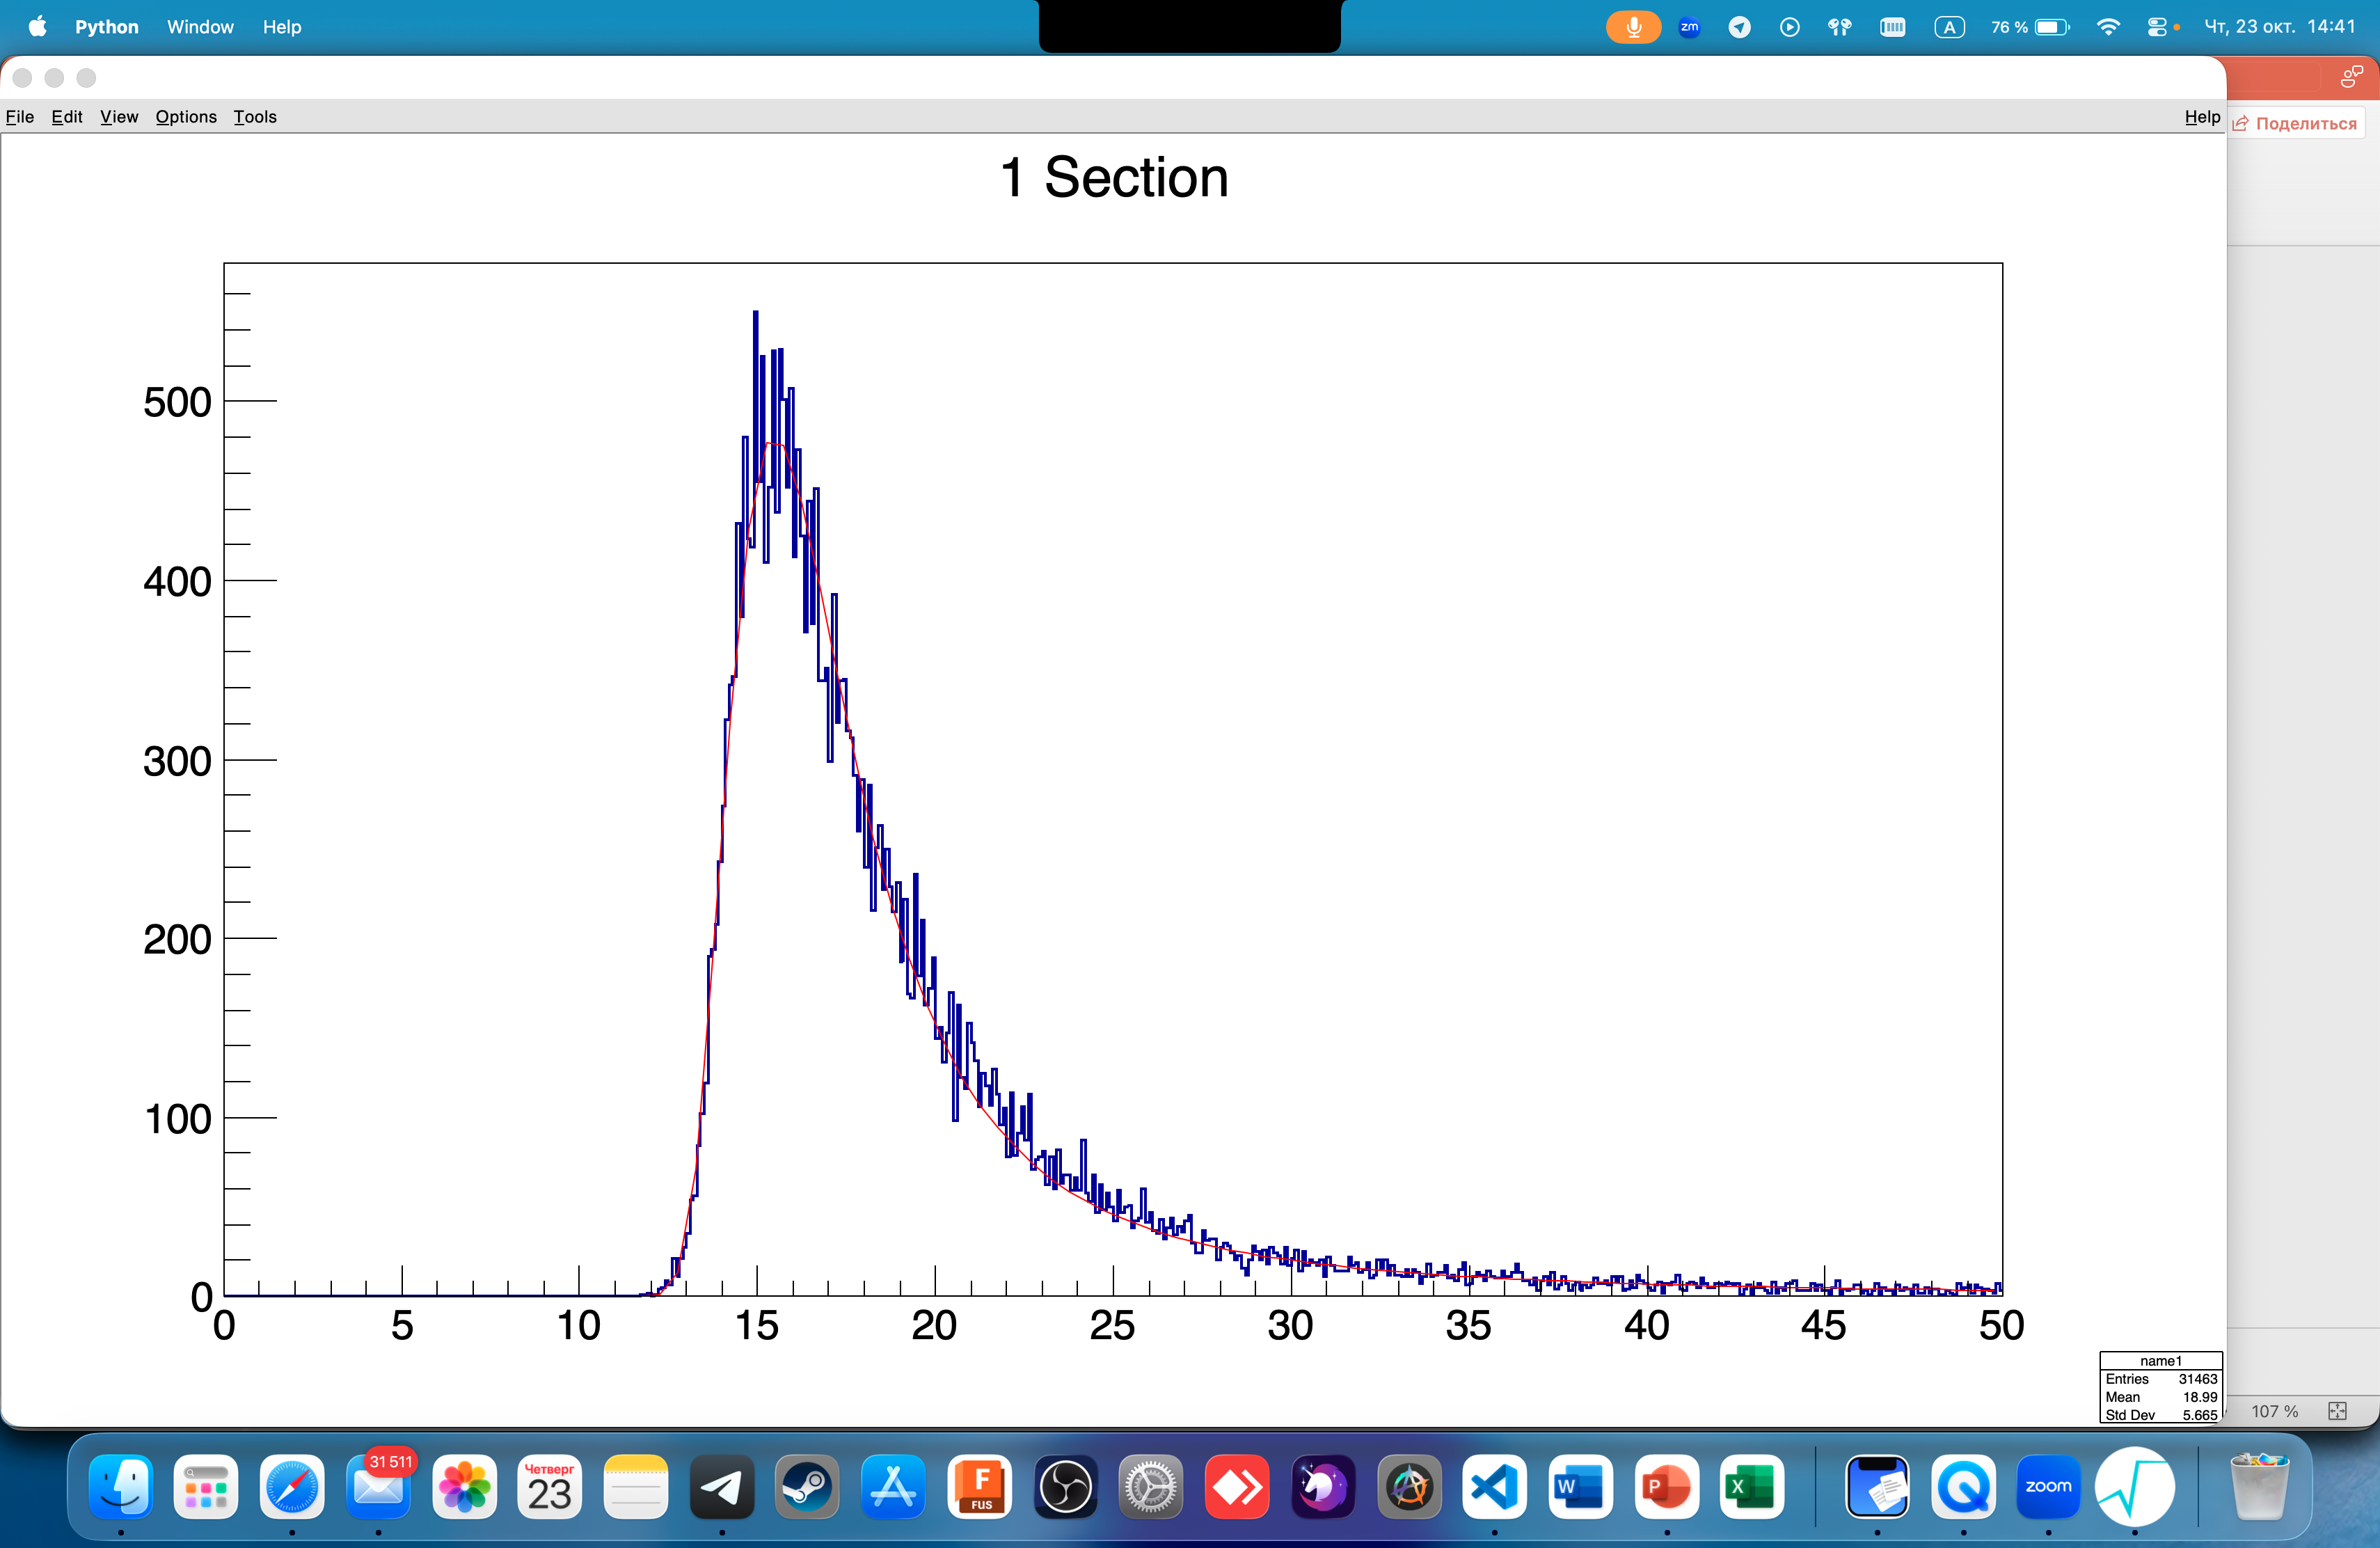 Python Window Help
zm A 76 % Чт, 23 окт. 14:41
File Edit View Options Tools Help
Поделиться
1 Section
500
400
300
200
100
0
0 5 10 15 20 25 30 35 40 45 50
name1
Entries 31463
Mean 18.99
Std Dev 5.665
107 %
31 511
Четверг
23
F
FUS
W
P
X
zoom